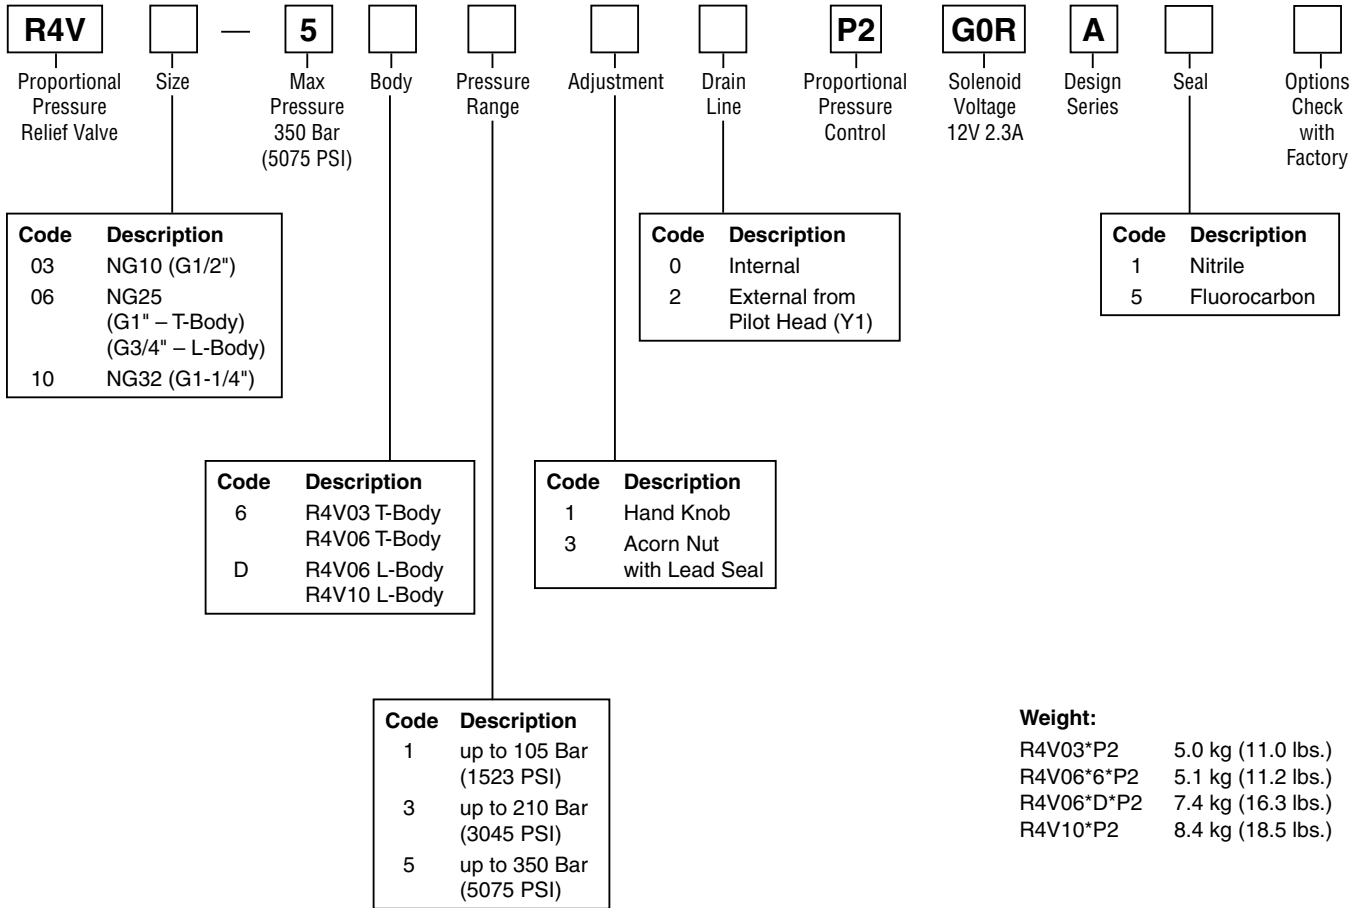 R4V — 5 P2 G0R A
Proportional
Pressure
Relief Valve
Size
Max
Pressure
350 Bar
(5075 PSI)
Body
Pressure
Range
Adjustment
Drain
Line
Proportional
Pressure
Control
Solenoid
Voltage
12V 2.3A
Design
Series
Seal
Options
Check
with
Factory
Code Description
03 NG10 (G1/2")
06 NG25
(G1" – T-Body)
(G3/4" – L-Body)
10 NG32 (G1-1/4")
Code Description
0 Internal
2 External from
Pilot Head (Y1)
Code Description
1 Nitrile
5 Fluorocarbon
Code Description
6 R4V03 T-Body
R4V06 T-Body
D R4V06 L-Body
R4V10 L-Body
Code Description
1 Hand Knob
3 Acorn Nut
with Lead Seal
Code Description
1 up to 105 Bar
(1523 PSI)
3 up to 210 Bar
(3045 PSI)
5 up to 350 Bar
(5075 PSI)
Weight:
R4V03*P2 5.0 kg (11.0 lbs.)
R4V06*6*P2 5.1 kg (11.2 lbs.)
R4V06*D*P2 7.4 kg (16.3 lbs.)
R4V10*P2 8.4 kg (18.5 lbs.)